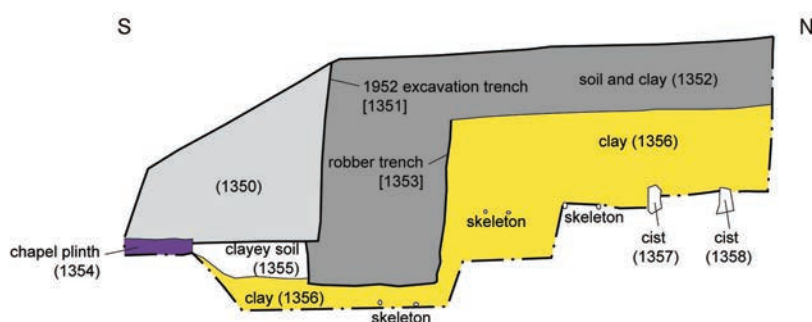 S
N
1952 excavation trench
[1351]
soil and clay (1352)
robber trench
[1353]
clay (1356)
(1350)
skeleton
skeleton
chapel plinth
(1354)
clayey soil
(1355)
cist
(1357)
cist
(1358)
clay (1356)
skeleton